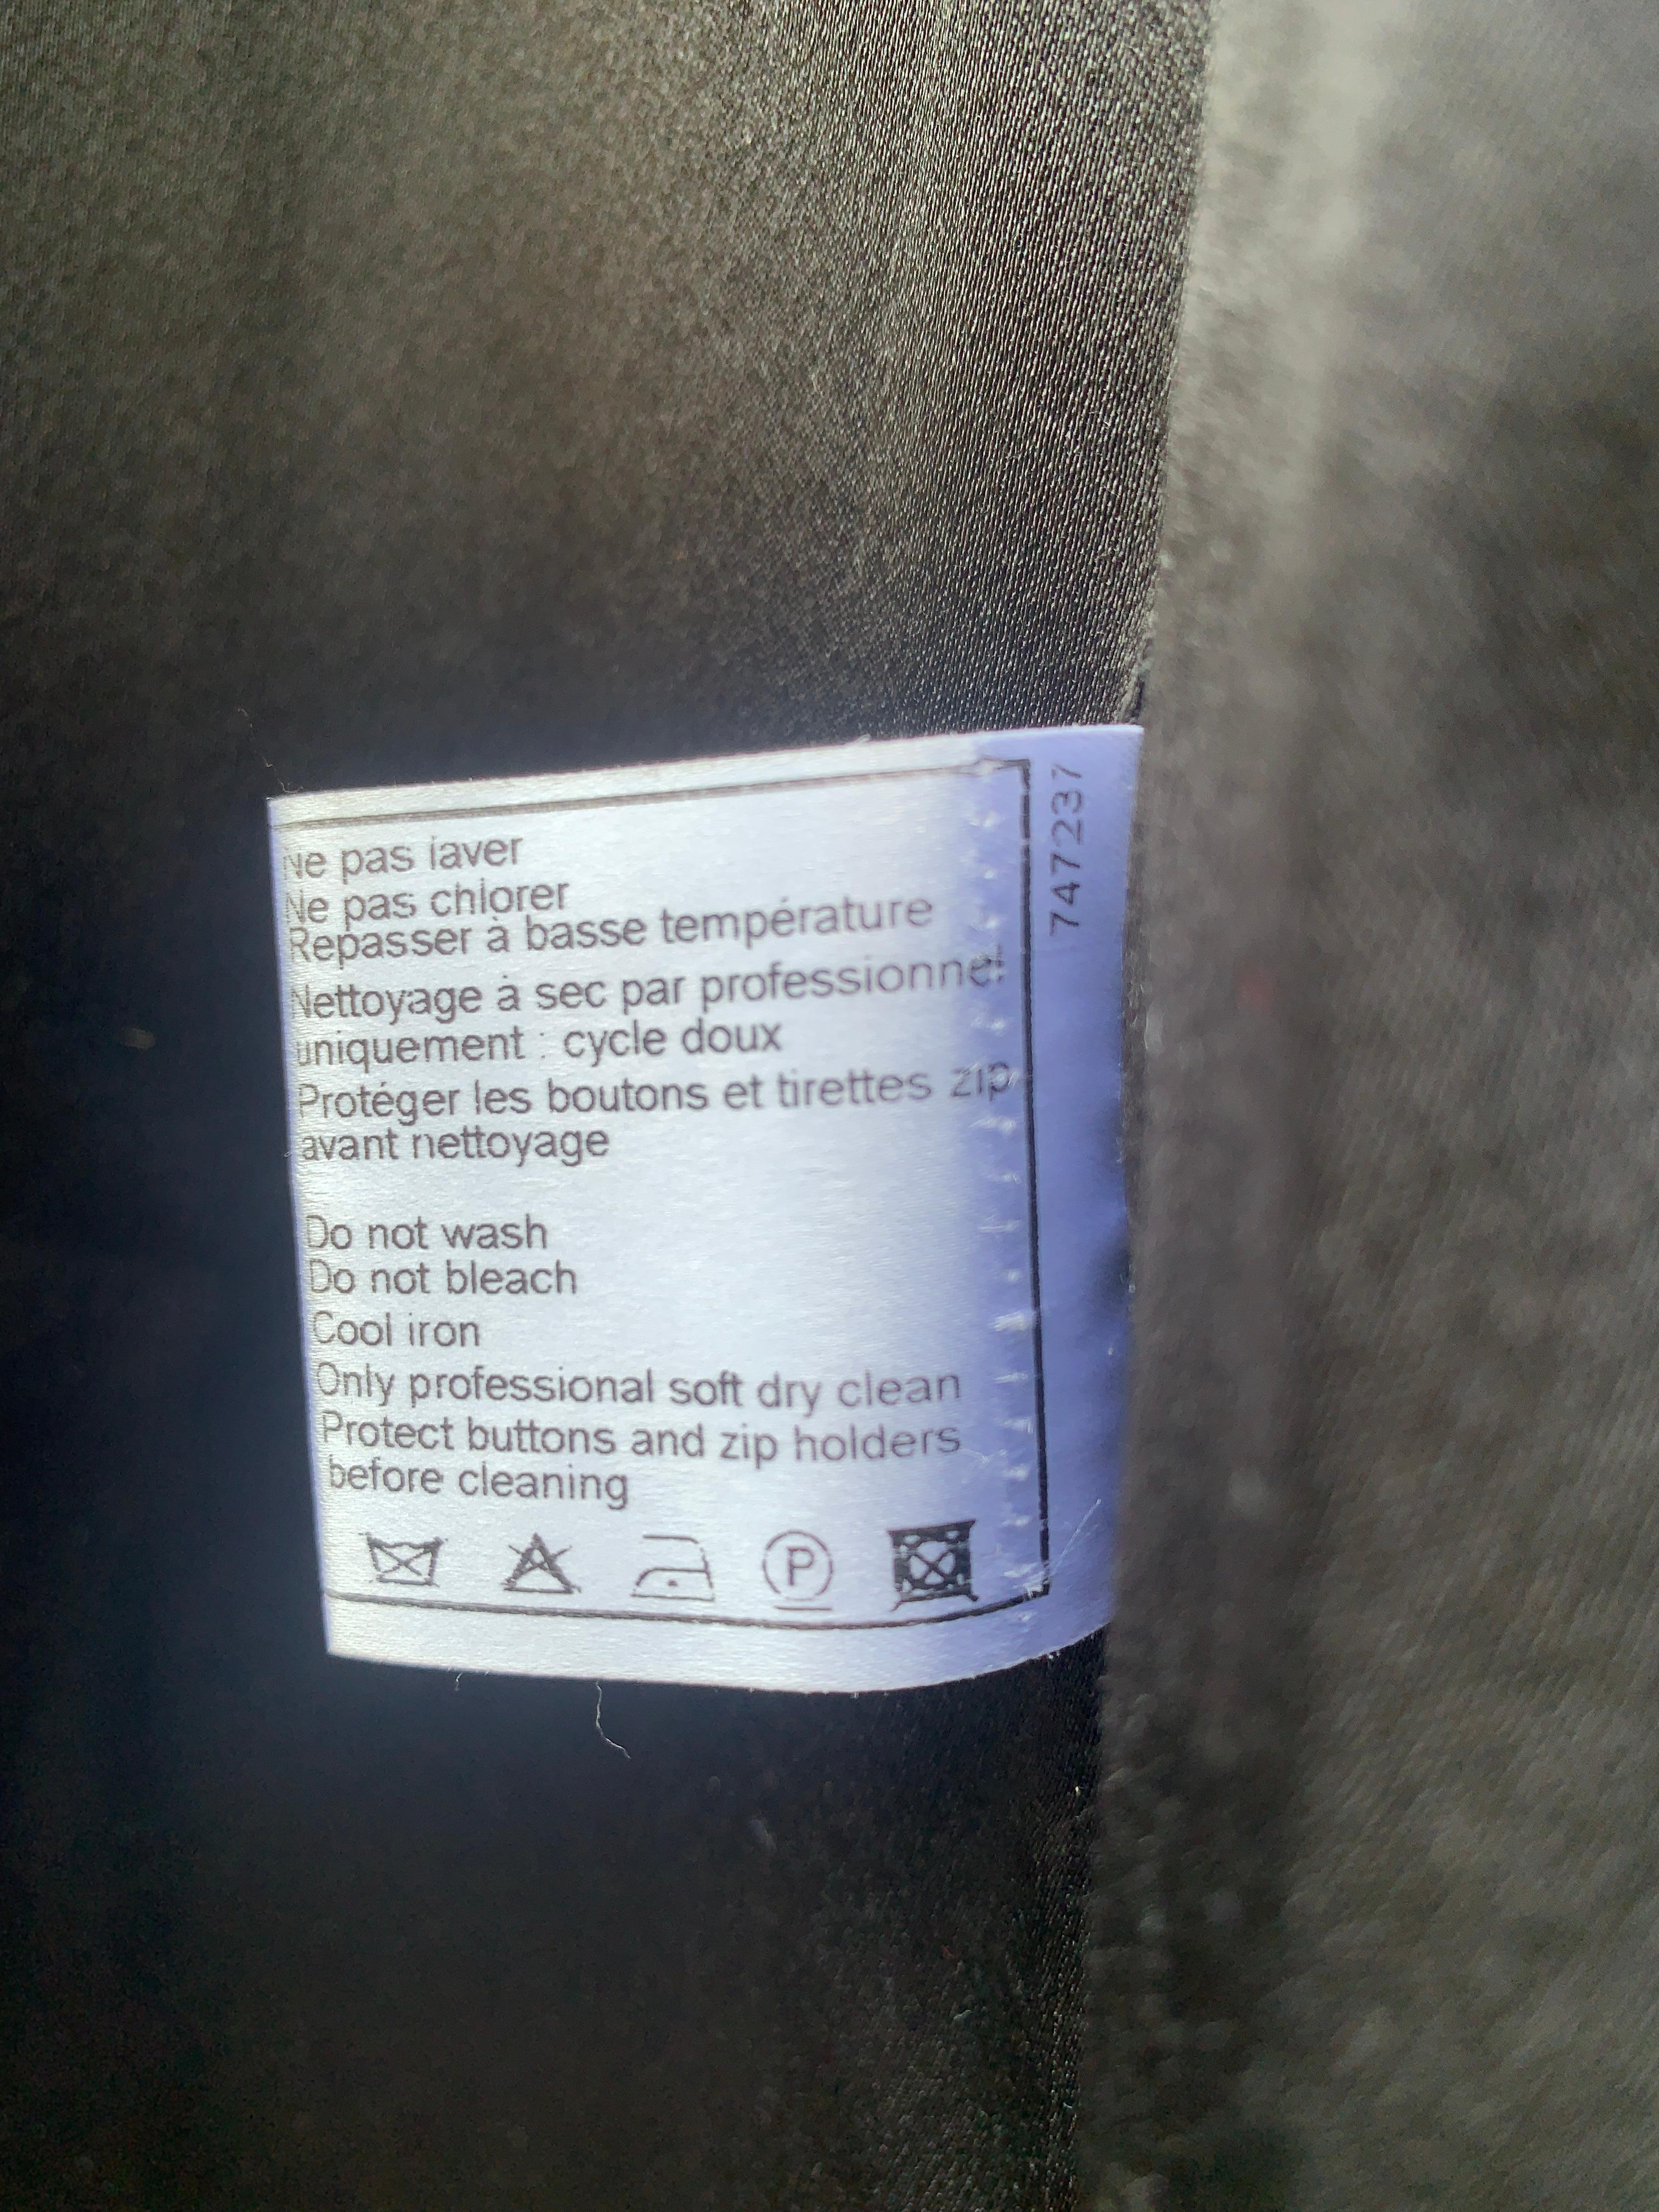 Ne pas laver
Ne pas chlorer
Repasser à basse température
Nettoyage à sec par professionnel
uniquement : cycle doux
Protéger les boutons et tirettes zip
avant nettoyage
Do not wash
Do not bleach
Cool iron
Only professional soft dry clean
Protect buttons and zip holders
before cleaning
P
747237